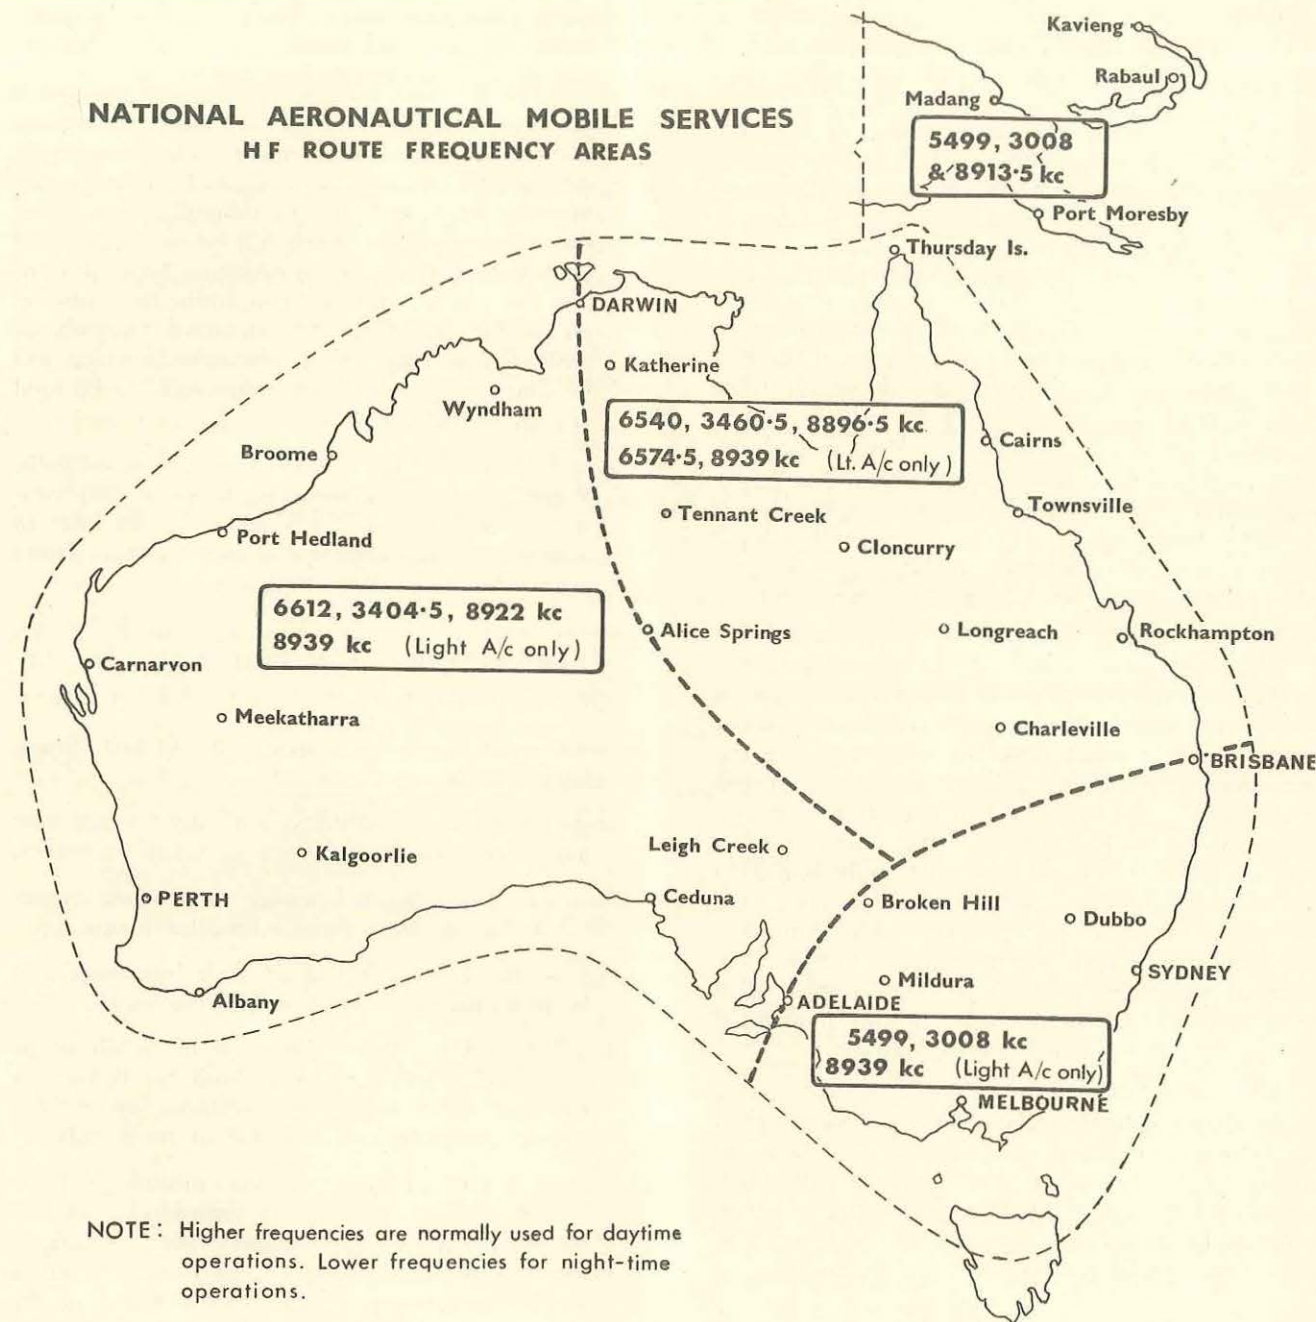 Kavieng
Rabaul
NATIONAL AERONAUTICAL MOBILE SERVICES
HF ROUTE FREQUENCY AREAS
Madang
5499, 3008
& 8913·5 kc
Port Moresby
Thursday Is.
DARWIN
Katherine
Wyndham
6540, 3460·5, 8896·5 kc
6574·5, 8939 kc (Lt. A/c only)
Cairns
Broome
Tennant Creek
Townsville
Port Hedland
Cloncurry
6612, 3404·5, 8922 kc
8939 kc (Light A/c only)
Alice Springs
Longreach
Rockhampton
Carnarvon
Meekatharra
Charleville
BRISBANE
Leigh Creek
Kalgoorlie
PERTH
Ceduna
Broken Hill
Dubbo
Mildura
SYDNEY
Albany
ADELAIDE
5499, 3008 kc
8939 kc (Light A/c only)
MELBOURNE
NOTE: Higher frequencies are normally used for daytime
operations. Lower frequencies for night-time
operations.